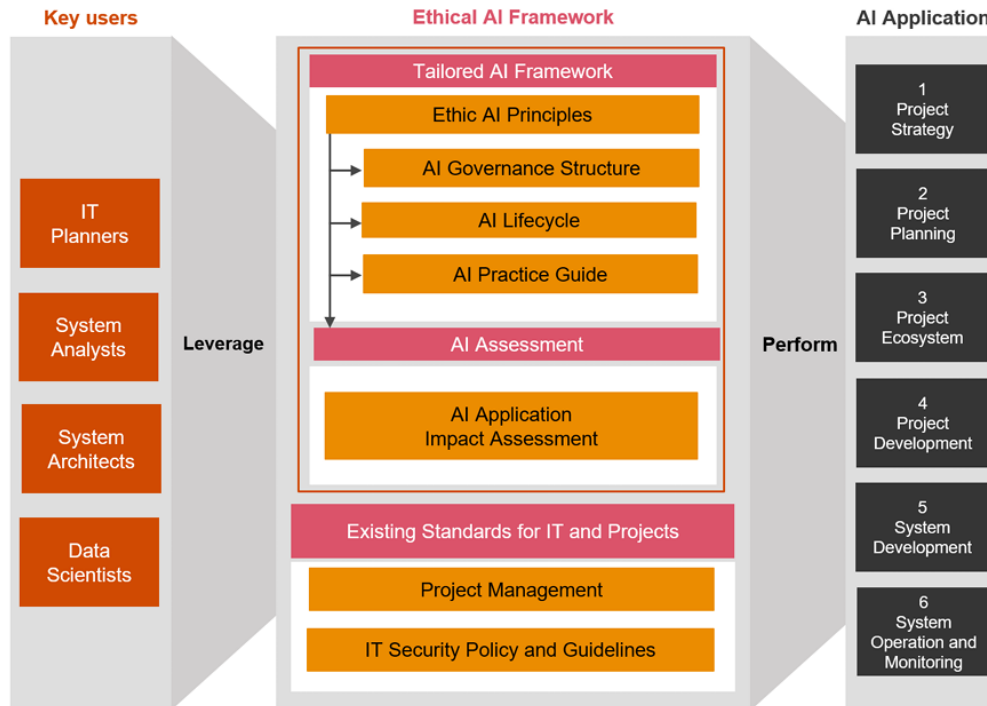 Key users
Ethical AI Framework
AI Application
IT
Planners
System
Analysts
System
Architects
Data
Scientists
Leverage
Tailored AI Framework
Ethic AI Principles
AI Governance Structure
AI Lifecycle
AI Practice Guide
AI Assessment
AI Application
Impact Assessment
Existing Standards for IT and Projects
Project Management
IT Security Policy and Guidelines
Perform
1
Project
Strategy
2
Project
Planning
3
Project
Ecosystem
4
Project
Development
5
System
Development
6
System
Operation and
Monitoring